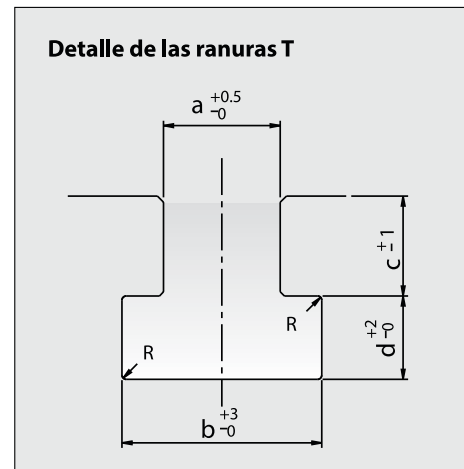 Detalle de las ranuras T
a +0.5 -0
c ±1
R
R
d +2 -0
b +3 -0